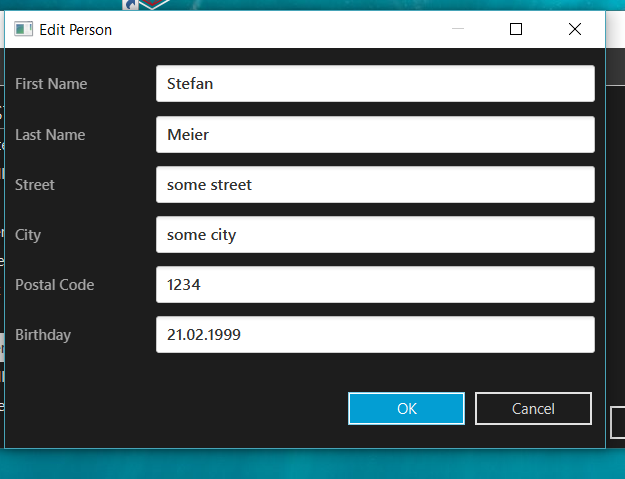 Edit Person
First Name Stefan
Last Name Meier
Street some street
City some city
Postal Code 1234
Birthday 21.02.1999
OK Cancel